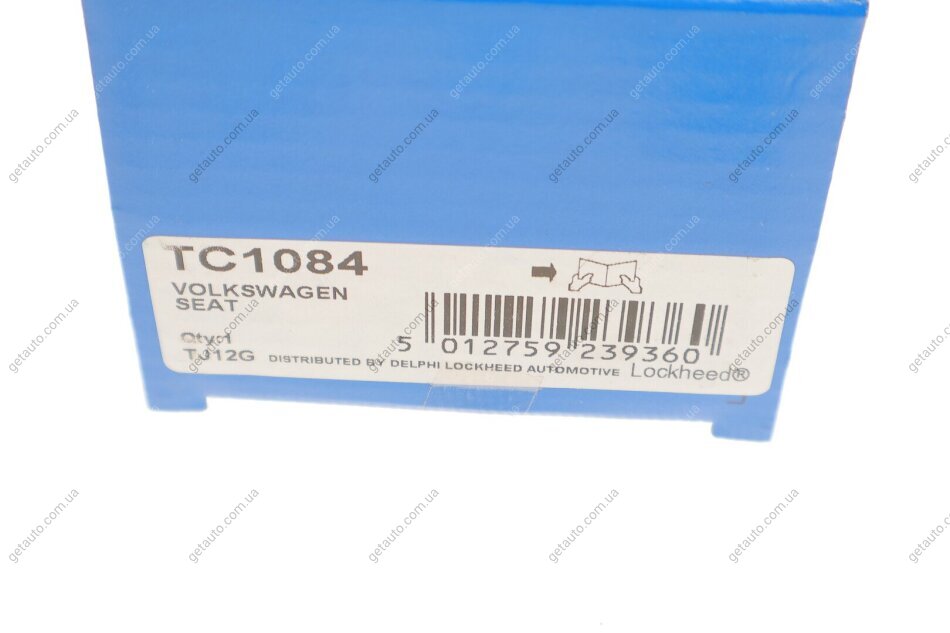 TC1084
VOLKSWAGEN
SEAT
Qty:1
TJ12G
5 012759 239360
DISTRIBUTED BY DELPHI LOCKHEED AUTOMOTIVE Lockheed®
getauto.com.ua